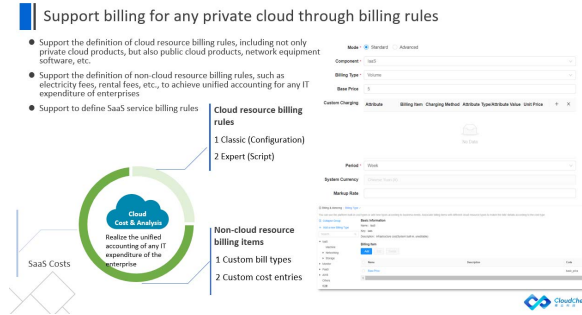 Support billing for any private cloud through billing rules
● Support the definition of cloud resource billing rules, including not only
private cloud products, but also public cloud products, network equipment
software, etc.
● Support the definition of non-cloud resource billing rules, such as
electricity fees, rental fees, etc., to achieve unified accounting for any IT
expenditure of enterprises
● Support to define SaaS service billing rules
Cloud resource billing
rules
1 Classic (Configuration)
2 Expert (Script)
Cloud
Cost & Analysis
Realize the unified
accounting of any IT
expenditure of the
enterprise
SaaS Costs
Non-cloud resource
billing items
1 Custom bill types
2 Custom cost entries
Mode * Standard Advanced
Component *
Billing Type * Volume
Base Price
Custom Charging Attribute Billing Item Charging Method Attribute Type/Attribute Value Unit Price + ×
No Data
Period * Week
System Currency
Markup Rate
Basic Information
Billing Item
Name Description Code